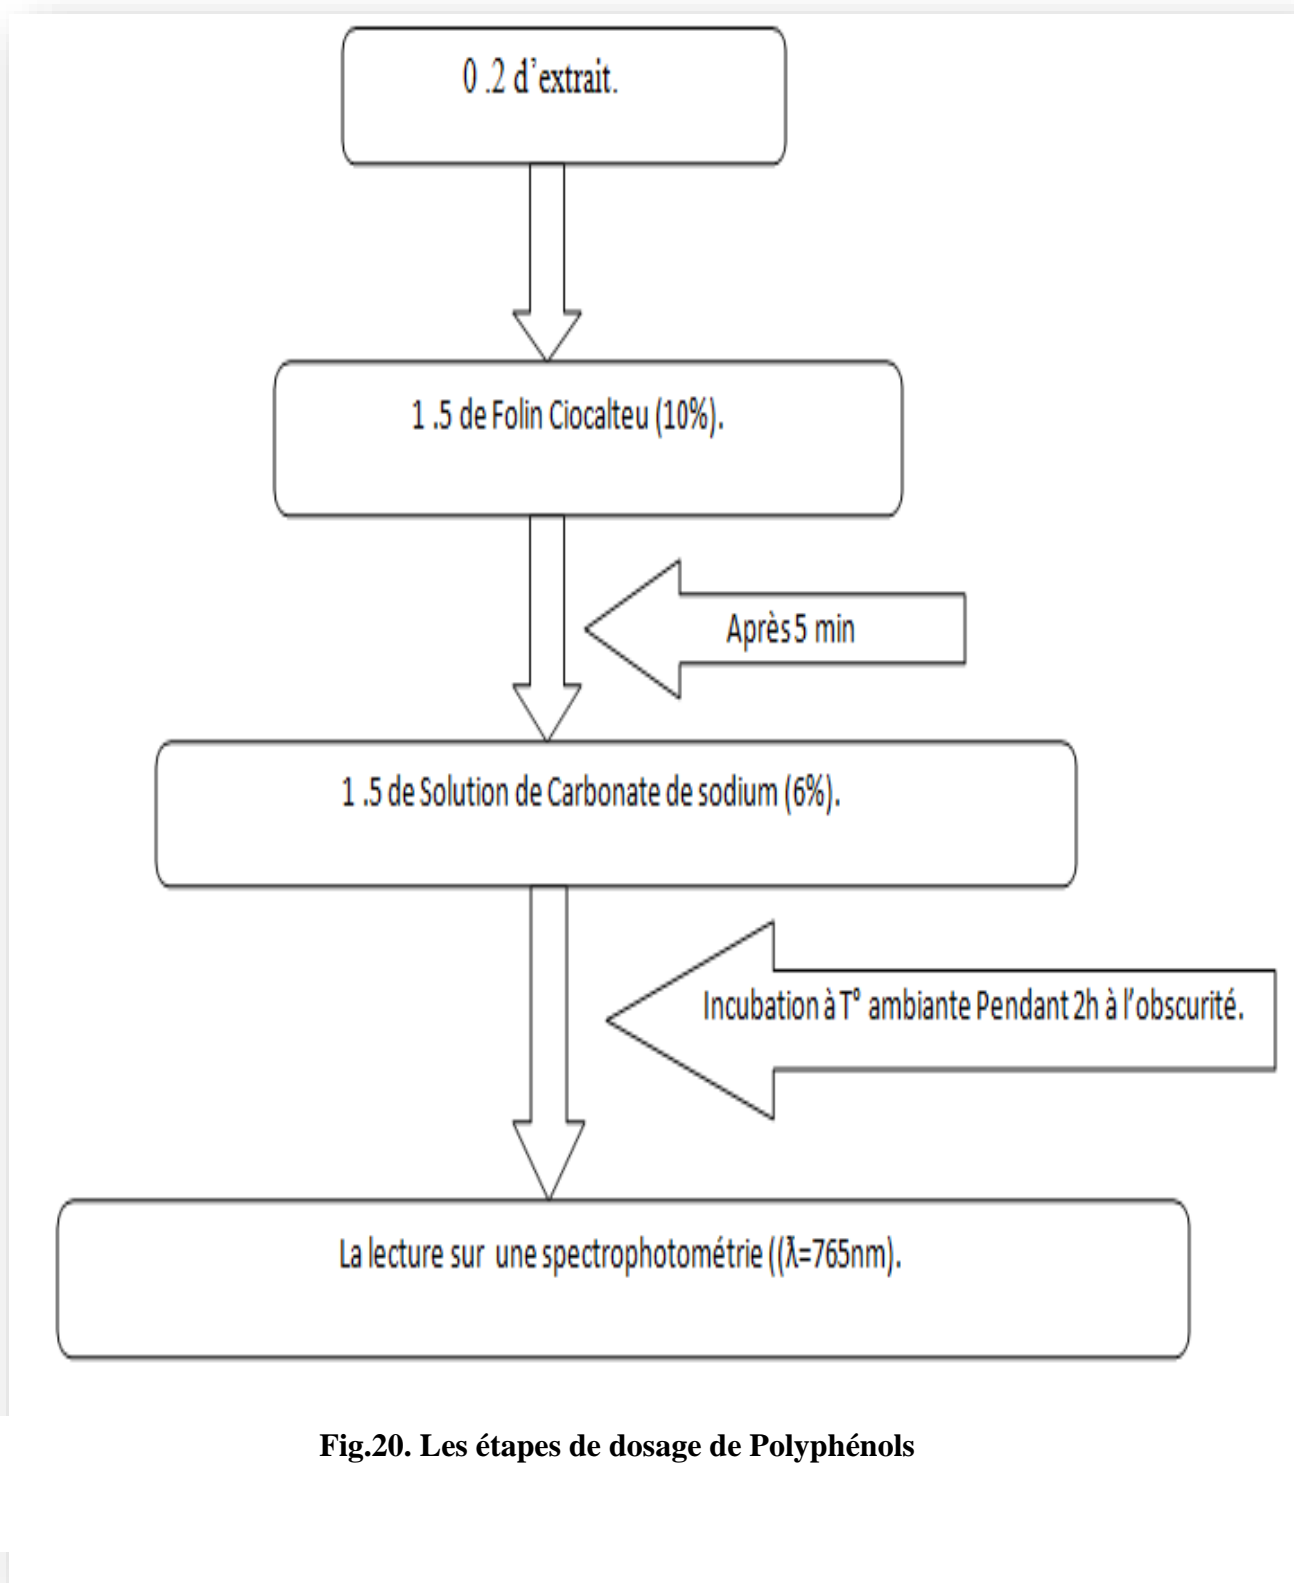 0 .2 d'extrait.
1 .5 de Folin Ciocalteu (10%).
Après 5 min
1 .5 de Solution de Carbonate de sodium (6%).
Incubation à T° ambiante Pendant 2h à l'obscurité.
La lecture sur une spectrophotométrie ((ƛ=765nm).
Fig.20. Les étapes de dosage de Polyphénols